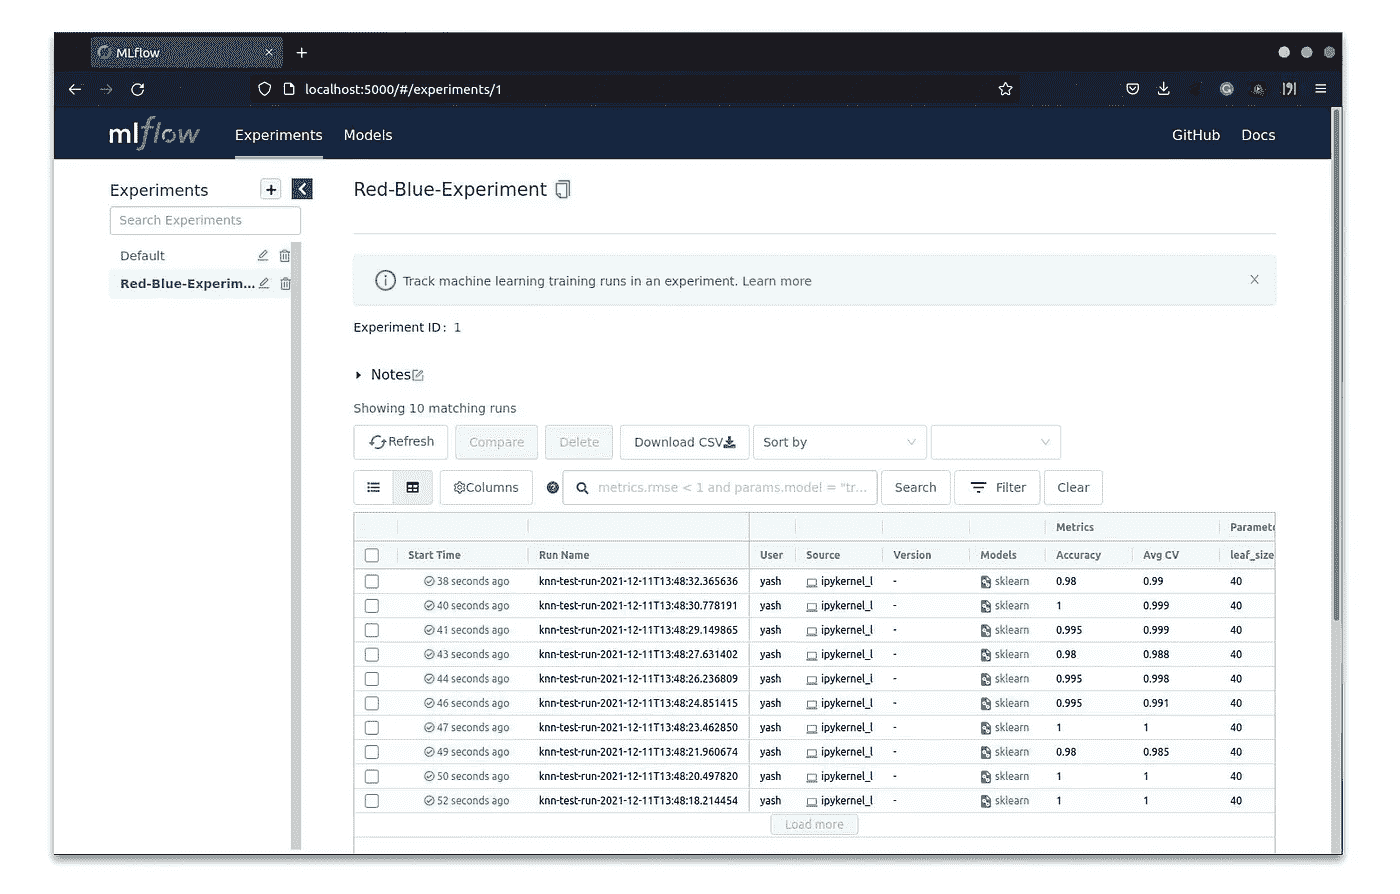 MLflow × +
localhost:5000/#/experiments/1
mlflow Experiments Models GitHub Docs
Experiments +
Search Experiments
Default
Red-Blue-Experim...
Red-Blue-Experiment
Track machine learning training runs in an experiment. Learn more
Experiment ID: 1
Notes
Showing 10 matching runs
Refresh Compare Delete Download CSV Sort by
Columns metrics.rmse < 1 and params.model = "tr... Search Filter Clear
Metrics Paramete
Start Time Run Name User Source Version Models Accuracy Avg CV leaf_size
38 seconds ago knn-test-run-2021-12-11T13:48:32.365636 yash ipykernel_l - sklearn 0.98 0.99 40
40 seconds ago knn-test-run-2021-12-11T13:48:30.778191 yash ipykernel_l - sklearn 1 0.999 40
41 seconds ago knn-test-run-2021-12-11T13:48:29.149865 yash ipykernel_l - sklearn 0.995 0.999 40
43 seconds ago knn-test-run-2021-12-11T13:48:27.631402 yash ipykernel_l - sklearn 0.98 0.988 40
44 seconds ago knn-test-run-2021-12-11T13:48:26.236809 yash ipykernel_l - sklearn 0.995 0.998 40
46 seconds ago knn-test-run-2021-12-11T13:48:24.851415 yash ipykernel_l - sklearn 0.995 0.991 40
47 seconds ago knn-test-run-2021-12-11T13:48:23.462850 yash ipykernel_l - sklearn 1 1 40
49 seconds ago knn-test-run-2021-12-11T13:48:21.960674 yash ipykernel_l - sklearn 0.98 0.985 40
50 seconds ago knn-test-run-2021-12-11T13:48:20.497820 yash ipykernel_l - sklearn 1 1 40
52 seconds ago knn-test-run-2021-12-11T13:48:18.214454 yash ipykernel_l - sklearn 1 1 40
Load more